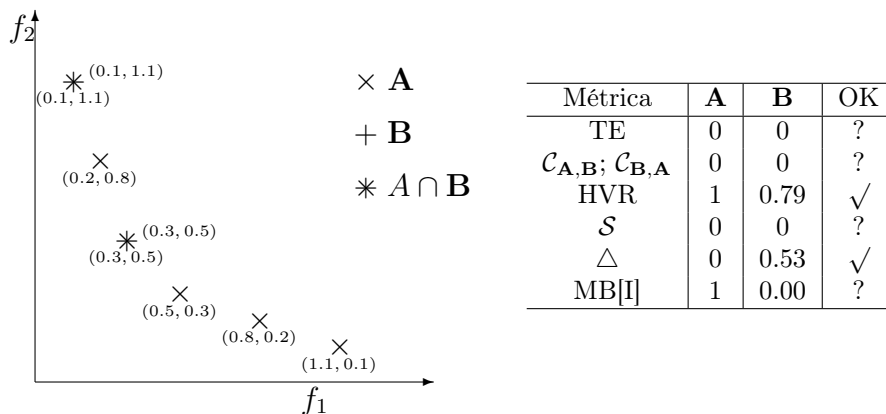 f₂
(0.1, 1.1)
(0.1, 1.1)
(0.2, 0.8)
(0.3, 0.5)
(0.3, 0.5)
(0.5, 0.3)
(0.8, 0.2)
(1.1, 0.1)
f₁
× A
+ B
∗ A ∩ B
Métrica A B OK
TE 0 0 ?
𝒞A,B; 𝒞B,A 0 0 ?
HVR 1 0.79 √
𝒮 0 0 ?
△ 0 0.53 √
MB[I] 1 0.00 ?